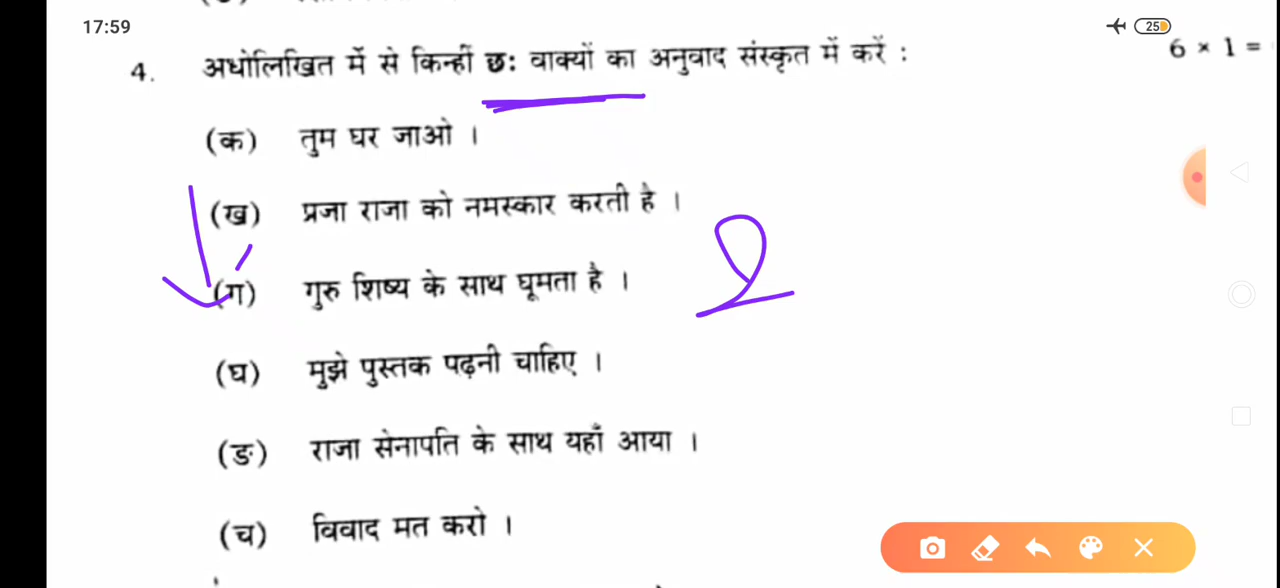 17:59
25
4. अधोलिखित में से किन्हीं छः वाक्यों का अनुवाद संस्कृत में करें : 6 × 1 =
(क) तुम घर जाओ ।
(ख) प्रजा राजा को नमस्कार करती है ।
(ग) गुरु शिष्य के साथ घूमता है ।
(घ) मुझे पुस्तक पढ़नी चाहिए ।
(ङ) राजा सेनापति के साथ यहाँ आया ।
(च) विवाद मत करो ।